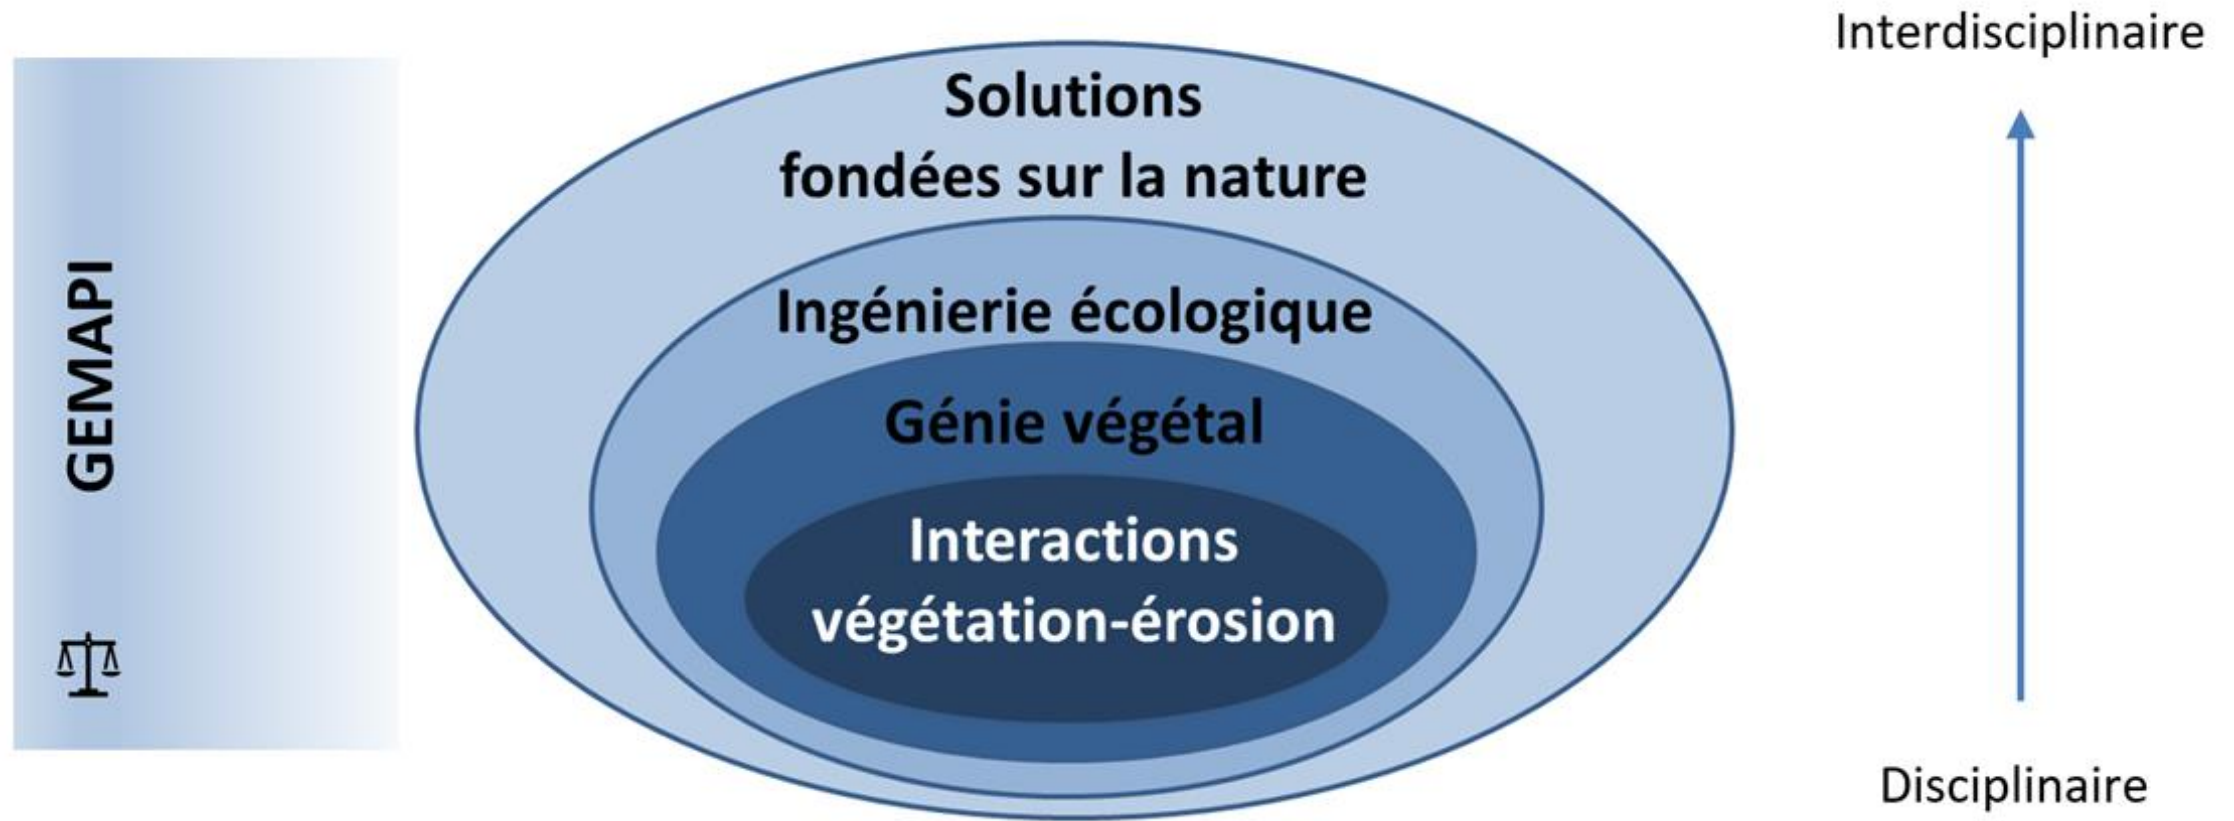 Interdisciplinaire
Solutions
fondées sur la nature
Ingénierie écologique
Génie végétal
Interactions
végétation-érosion
GEMAPI
Disciplinaire